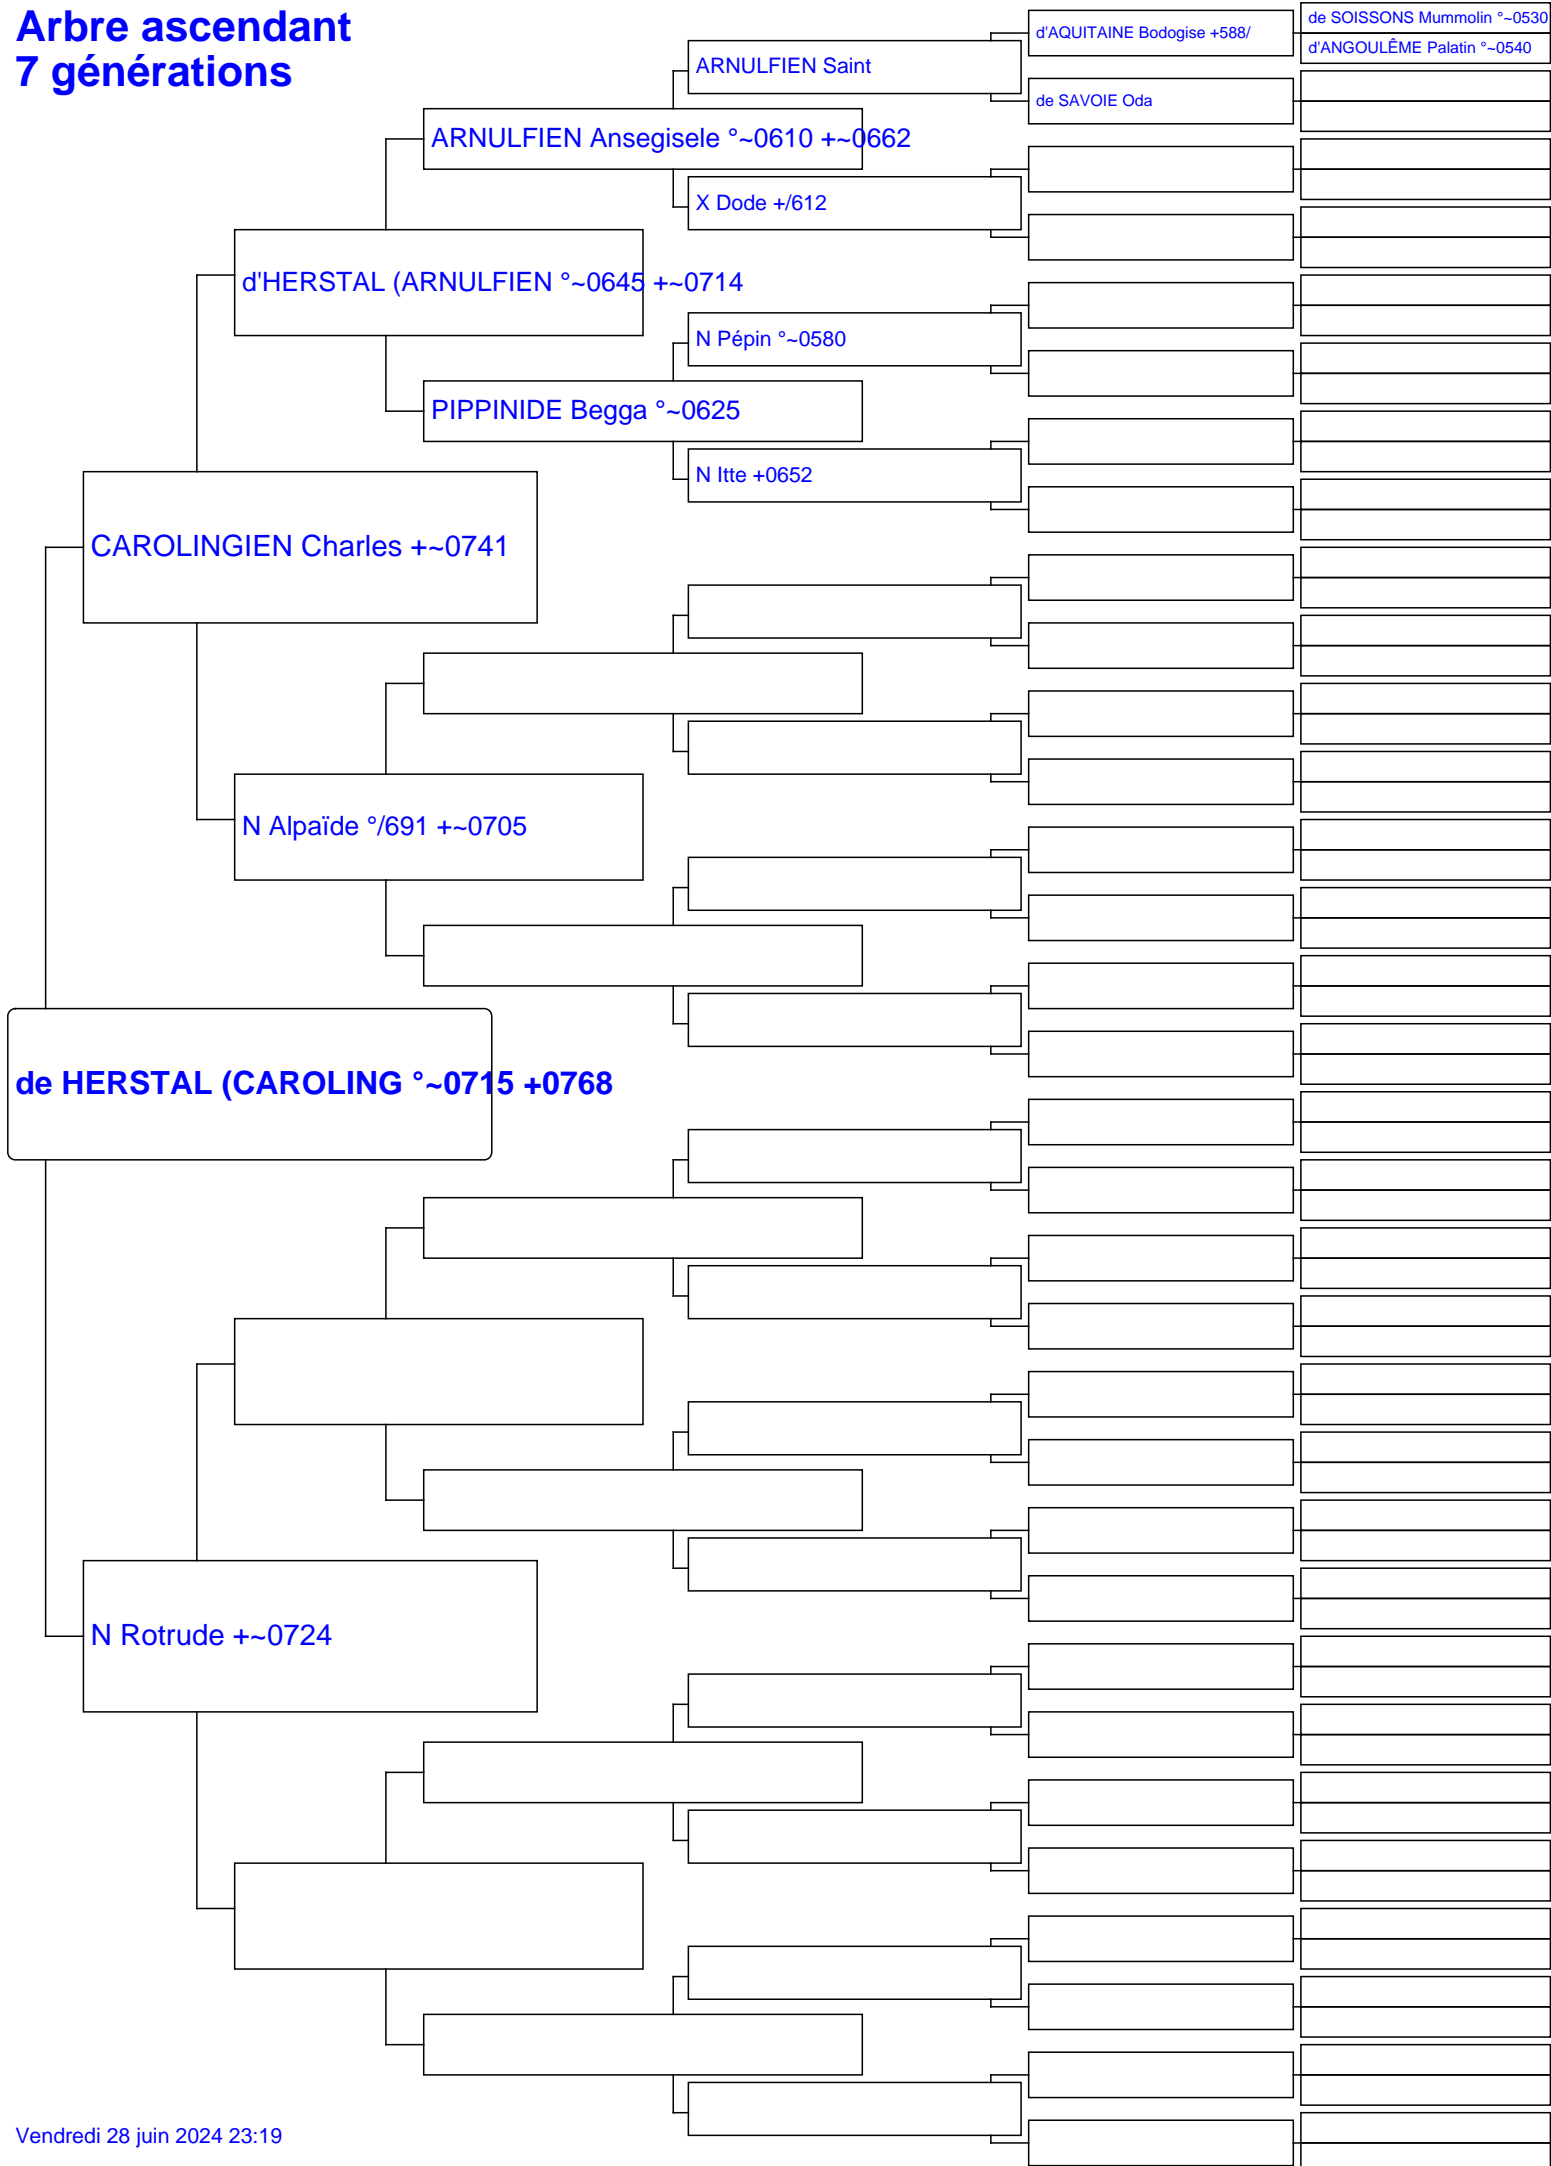 Arbre ascendant
7 générations
de SOISSONS Mummolin °~0530
d'AQUITAINE Bodogise +588/
d'ANGOULÊME Palatin °~0540
ARNULFIEN Saint
de SAVOIE Oda
ARNULFIEN Ansegisele °~0610 +~0662
X Dode +/612
d'HERSTAL (ARNULFIEN °~0645 +~0714
N Pépin °~0580
PIPPINIDE Begga °~0625
N Itte +0652
CAROLINGIEN Charles +~0741
N Alpaïde °/691 +~0705
de HERSTAL (CAROLING °~0715 +0768
N Rotrude +~0724
Vendredi 28 juin 2024 23:19